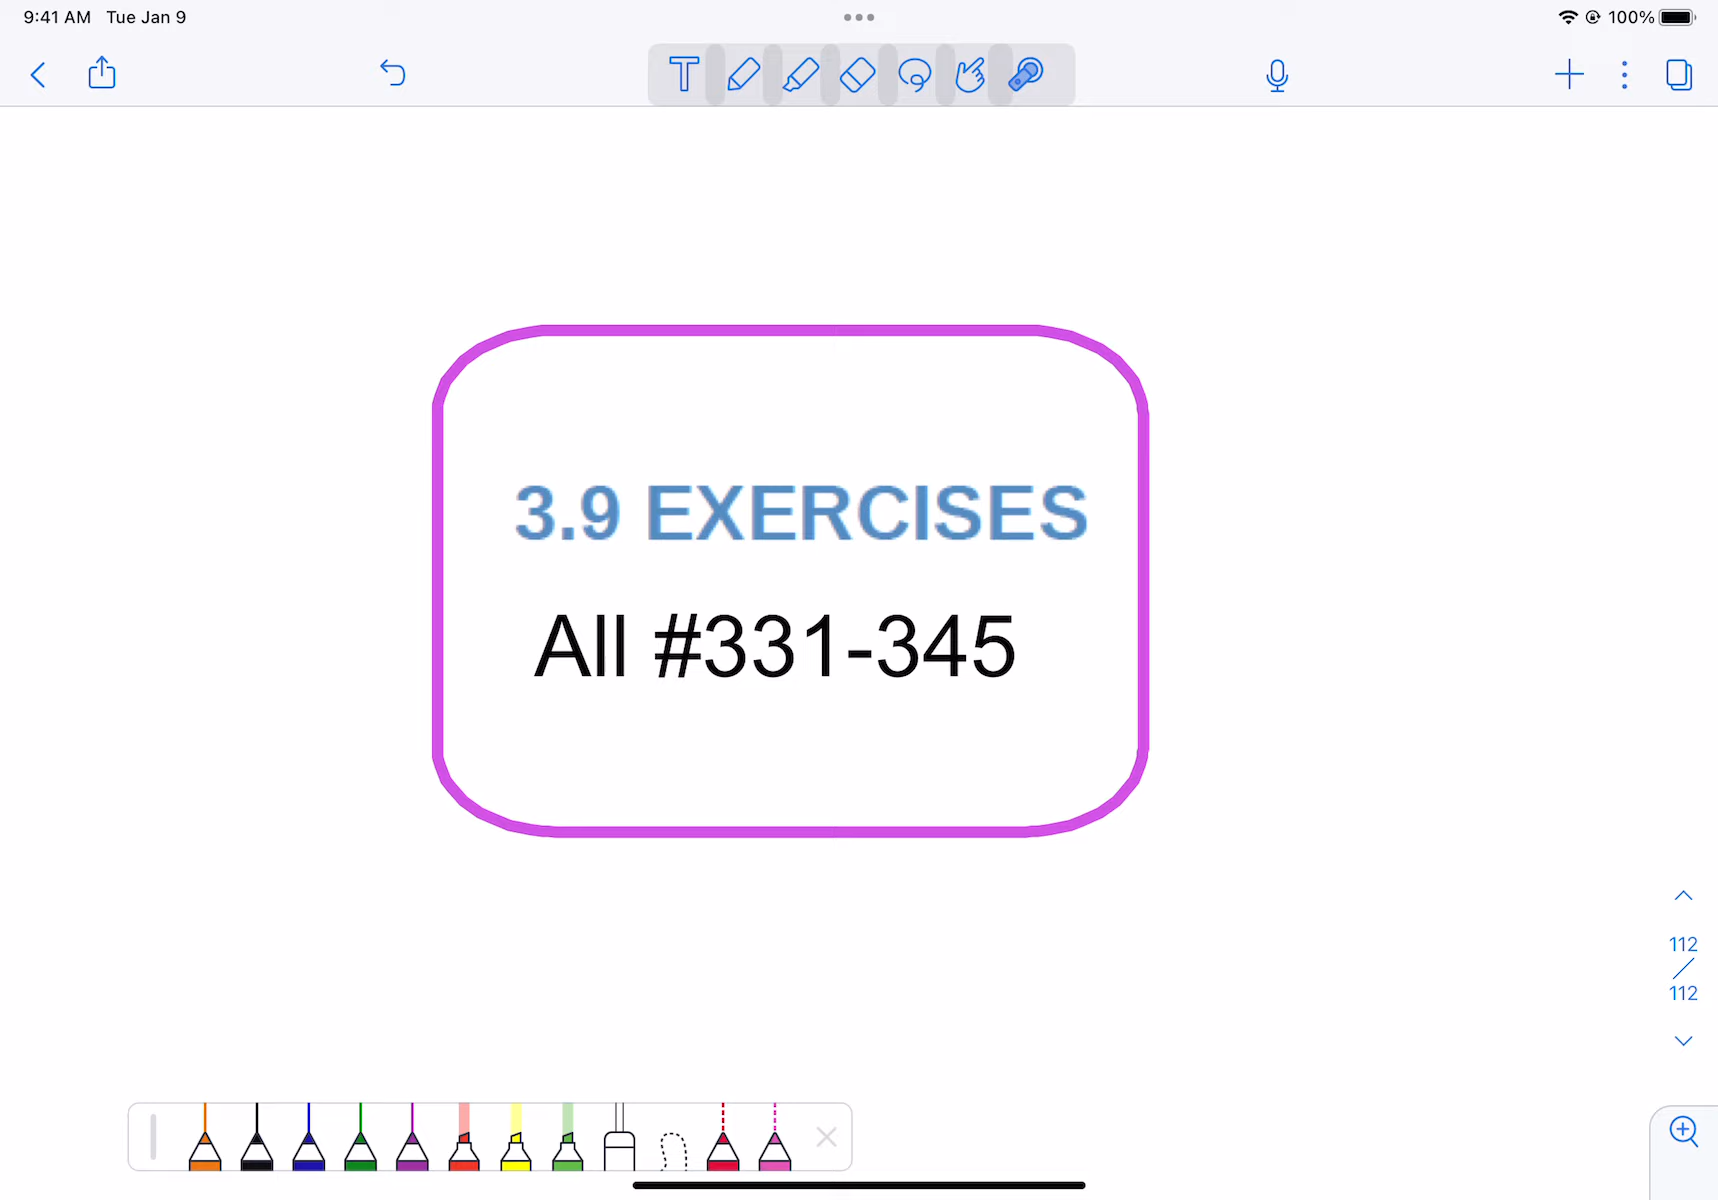 9:41 AM Tue Jan 9
100%
3.9 EXERCISES
All #331-345
112
112